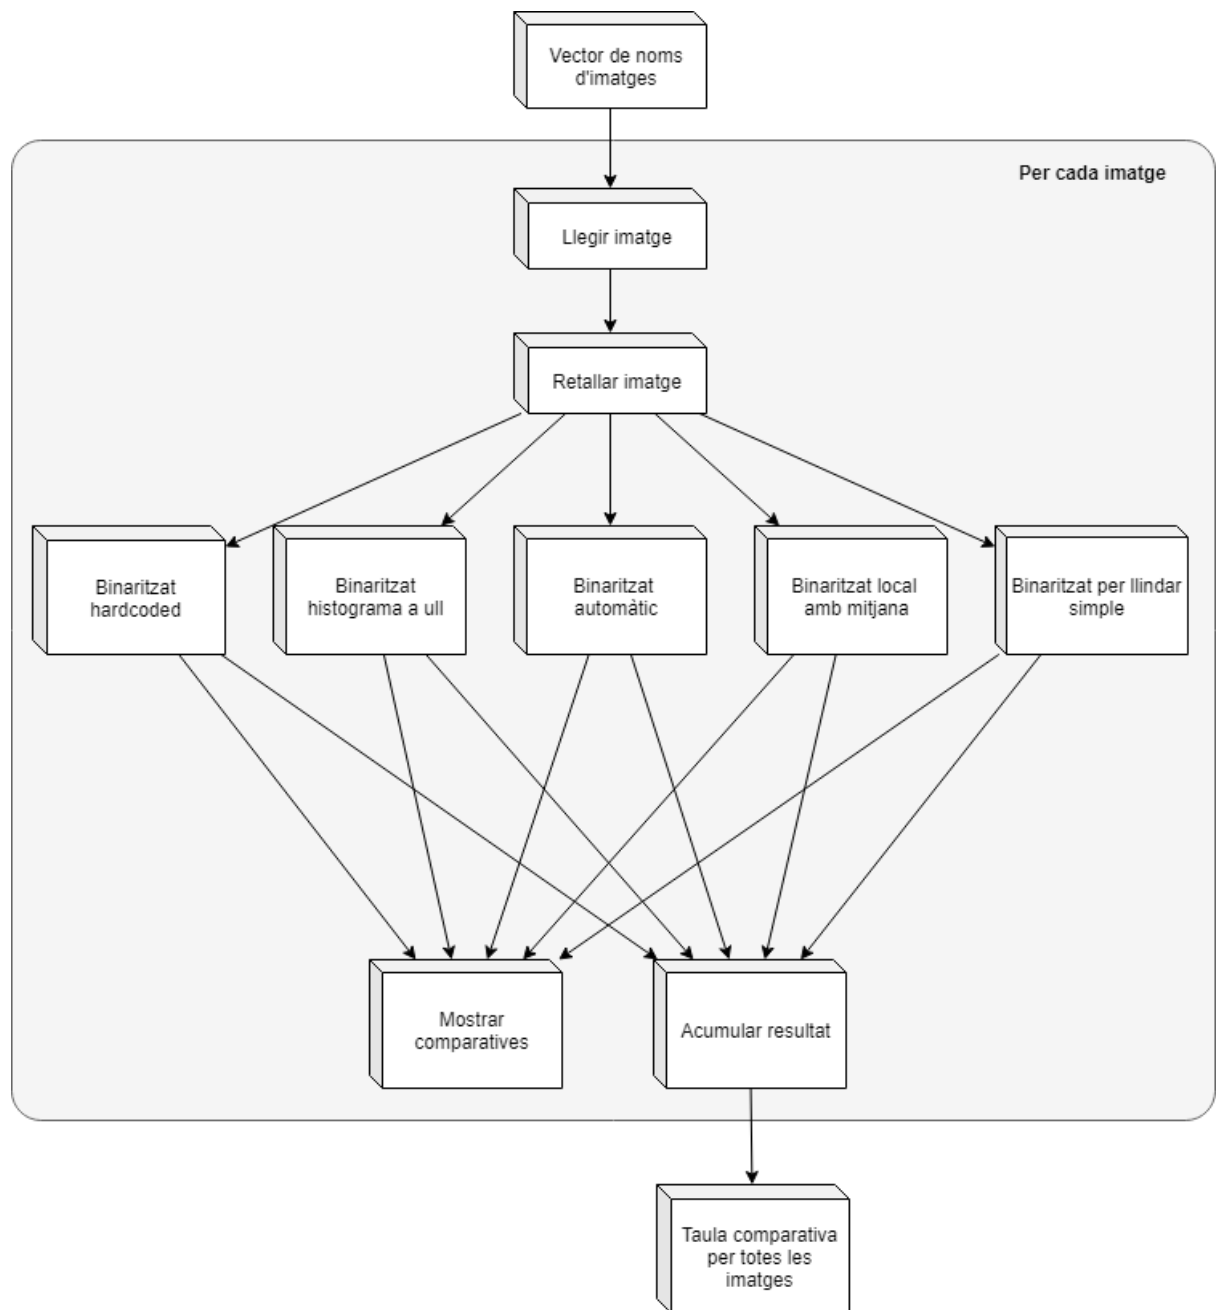 Vector de noms
d'imatges
Per cada imatge
Llegir imatge
Retallar imatge
Binaritzat
hardcoded
Binaritzat
histograma a ull
Binaritzat
automàtic
Binaritzat local
amb mitjana
Binaritzat per llindar
simple
Mostrar
comparatives
Acumular resultat
Taula comparativa
per totes les
imatges